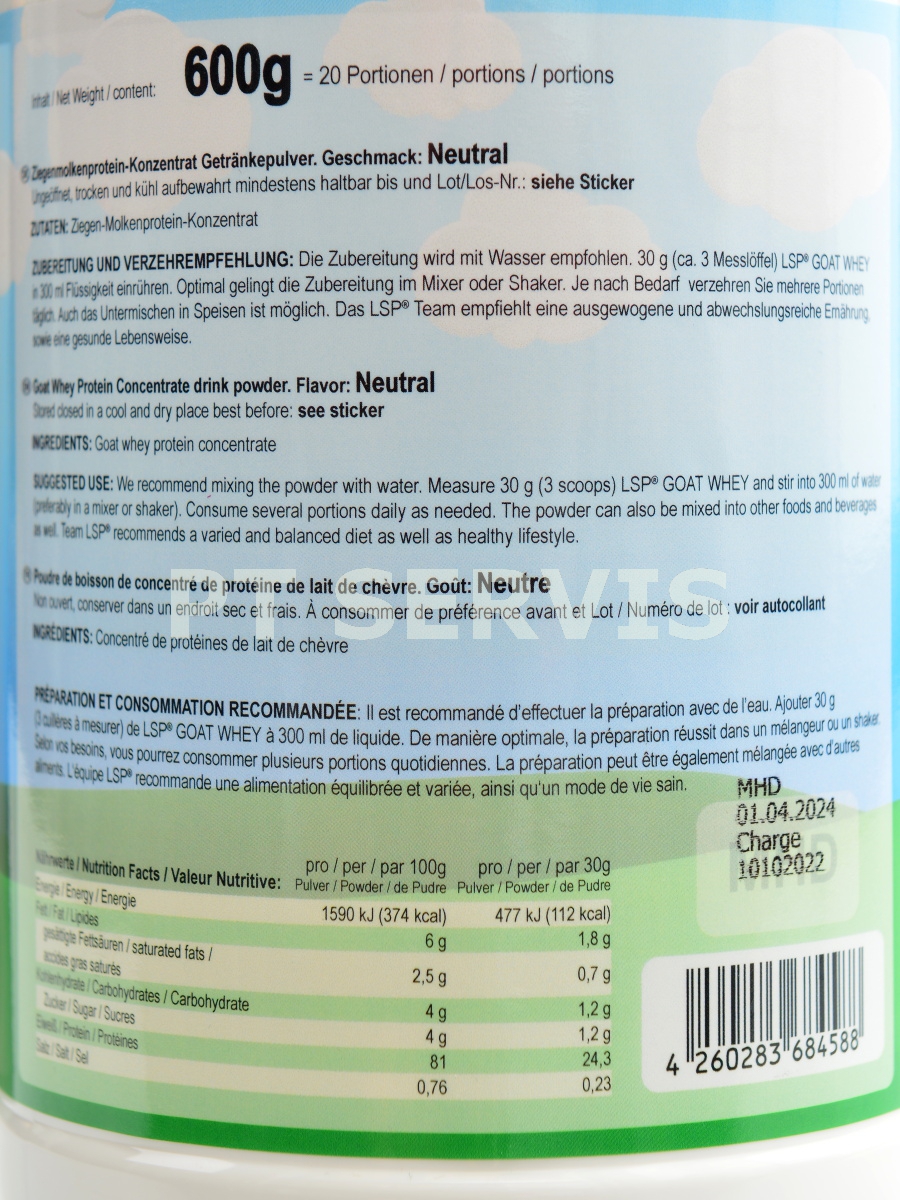 Inhalt / Net Weight / content: 600g = 20 Portionen / portions / portions
Ziegenmolkenprotein-Konzentrat Getränkepulver. Geschmack: Neutral
Ungeöffnet, trocken und kühl aufbewahrt mindestens haltbar bis und Lot/Los-Nr.: siehe Sticker
ZUTATEN: Ziegen-Molkenprotein-Konzentrat
ZUBEREITUNG UND VERZEHREMPFEHLUNG: Die Zubereitung wird mit Wasser empfohlen. 30 g (ca. 3 Messlöffel) LSP® GOAT WHEY
in 300 ml Flüssigkeit einrühren. Optimal gelingt die Zubereitung im Mixer oder Shaker. Je nach Bedarf verzehren Sie mehrere Portionen
täglich. Auch das Untermischen in Speisen ist möglich. Das LSP® Team empfiehlt eine ausgewogene und abwechslungsreiche Ernährung,
sowie eine gesunde Lebensweise.
Goat Whey Protein Concentrate drink powder. Flavor: Neutral
Stored closed in a cool and dry place best before: see sticker
INGREDIENTS: Goat whey protein concentrate
SUGGESTED USE: We recommend mixing the powder with water. Measure 30 g (3 scoops) LSP® GOAT WHEY and stir into 300 ml of water
(preferably in a mixer or shaker). Consume several portions daily as needed. The powder can also be mixed into other foods and beverages
as well. Team LSP® recommends a varied and balanced diet as well as healthy lifestyle.
PT SERVIS
Poudre de boisson de concentré de protéine de lait de chèvre. Goût: Neutre
Non ouvert, conserver dans un endroit sec et frais. À consommer de préférence avant et Lot / Numéro de lot : voir autocollant
INGRÉDIENTS: Concentré de protéines de lait de chèvre
PRÉPARATION ET CONSOMMATION RECOMMANDÉE: Il est recommandé d'effectuer la préparation avec de l'eau. Ajouter 30 g
(3 cuillères à mesurer) de LSP® GOAT WHEY à 300 ml de liquide. De manière optimale, la préparation réussit dans un mélangeur ou un shaker.
Selon vos besoins, vous pourrez consommer plusieurs portions quotidiennes. La préparation peut être également mélangée avec d'autres
aliments. L'équipe LSP® recommande une alimentation équilibrée et variée, ainsi qu'un mode de vie sain.
MHD
01.04.2024
Charge
10102022
MHD
Nährwerte / Nutrition Facts / Valeur Nutritive: pro / per / par 100g pro / per / par 30g
Pulver / Powder / de Pudre Pulver / Powder / de Pudre
Energie / Energy / Energie 1590 kJ (374 kcal) 477 kJ (112 kcal)
Fett / Fat / Lipides 6 g 1,8 g
gesättigte Fettsäuren / saturated fats /
accides gras saturés 2,5 g 0,7 g
Kohlenhydrate / Carbohydrates / Carbohydrate 4 g 1,2 g
Zucker / Sugar / Sucres 4 g 1,2 g
Eiweiß / Protein / Protéines 81 24,3
Salz / Salt / Sel 0,76 0,23
4 260283 684588